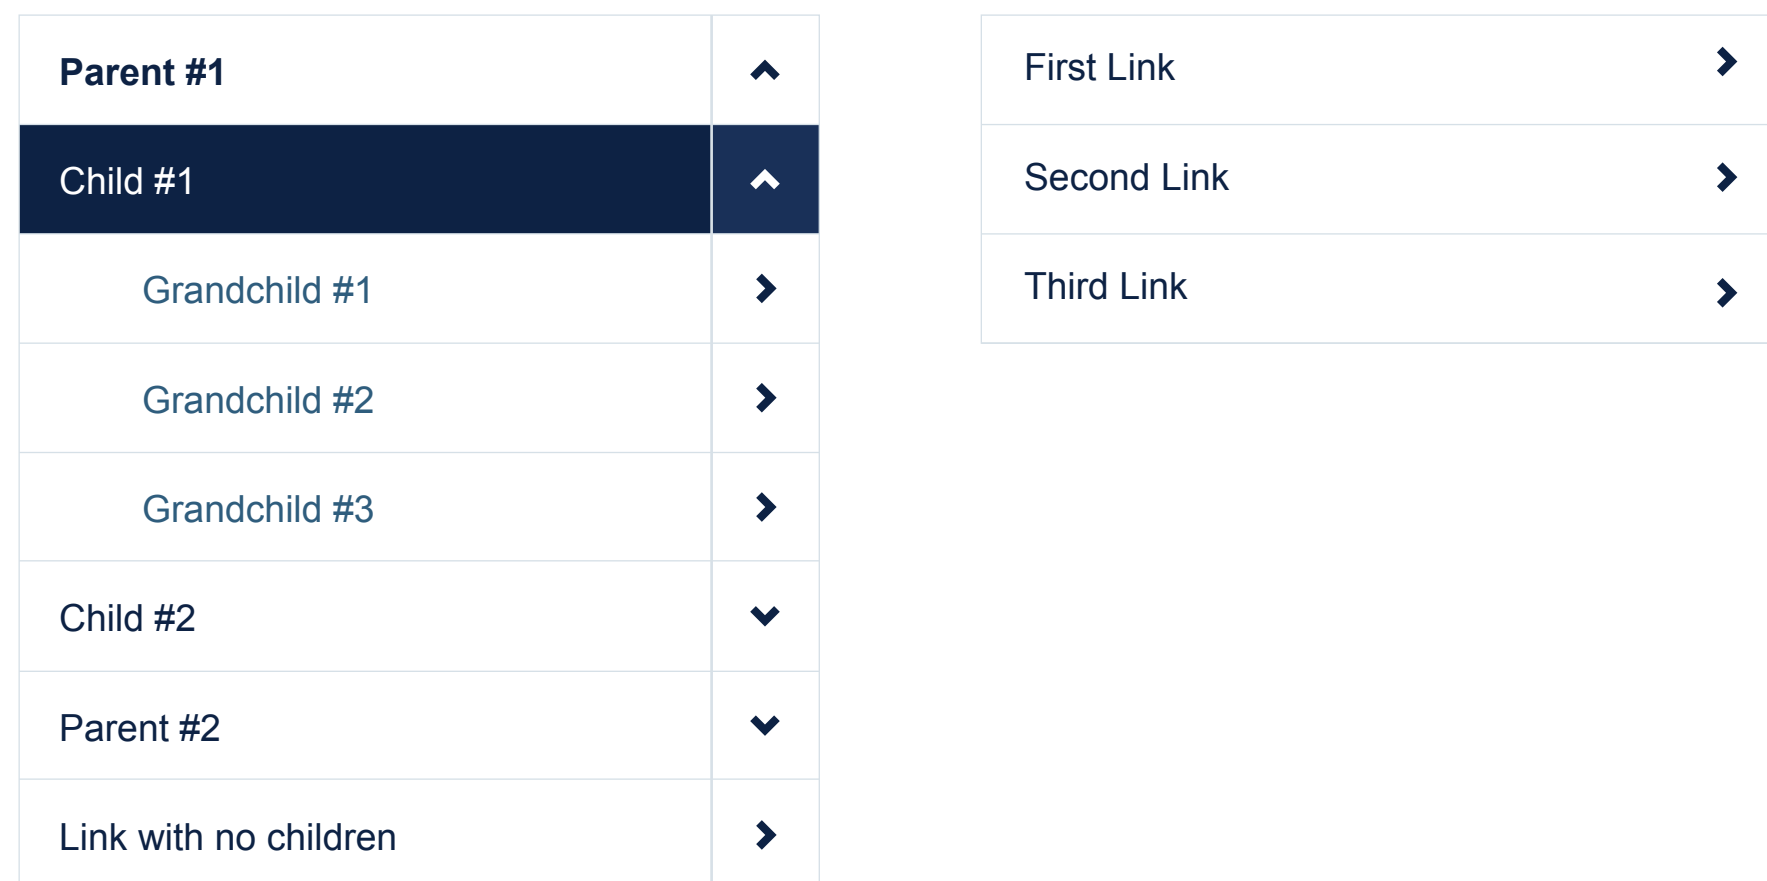 Parent #1
Child #1
Grandchild #1
Grandchild #2
Grandchild #3
Child #2
Parent #2
Link with no children
First Link
Second Link
Third Link